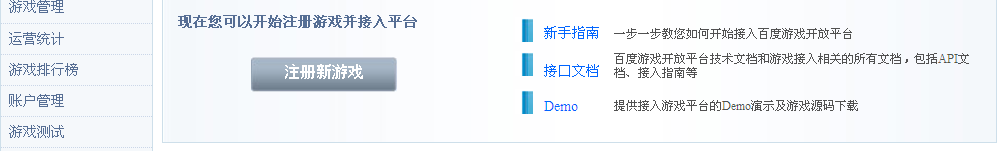 游戏管理
运营统计
游戏排行榜
账户管理
游戏测试
现在您可以开始注册游戏并接入平台
注册新游戏
新手指南 一步一步教您如何开始接入百度游戏开放平台
接口文档 百度游戏开放平台技术文档和游戏接入相关的所有文档，包括API文
档、接入指南等
Demo 提供接入游戏平台的Demo演示及游戏源码下载